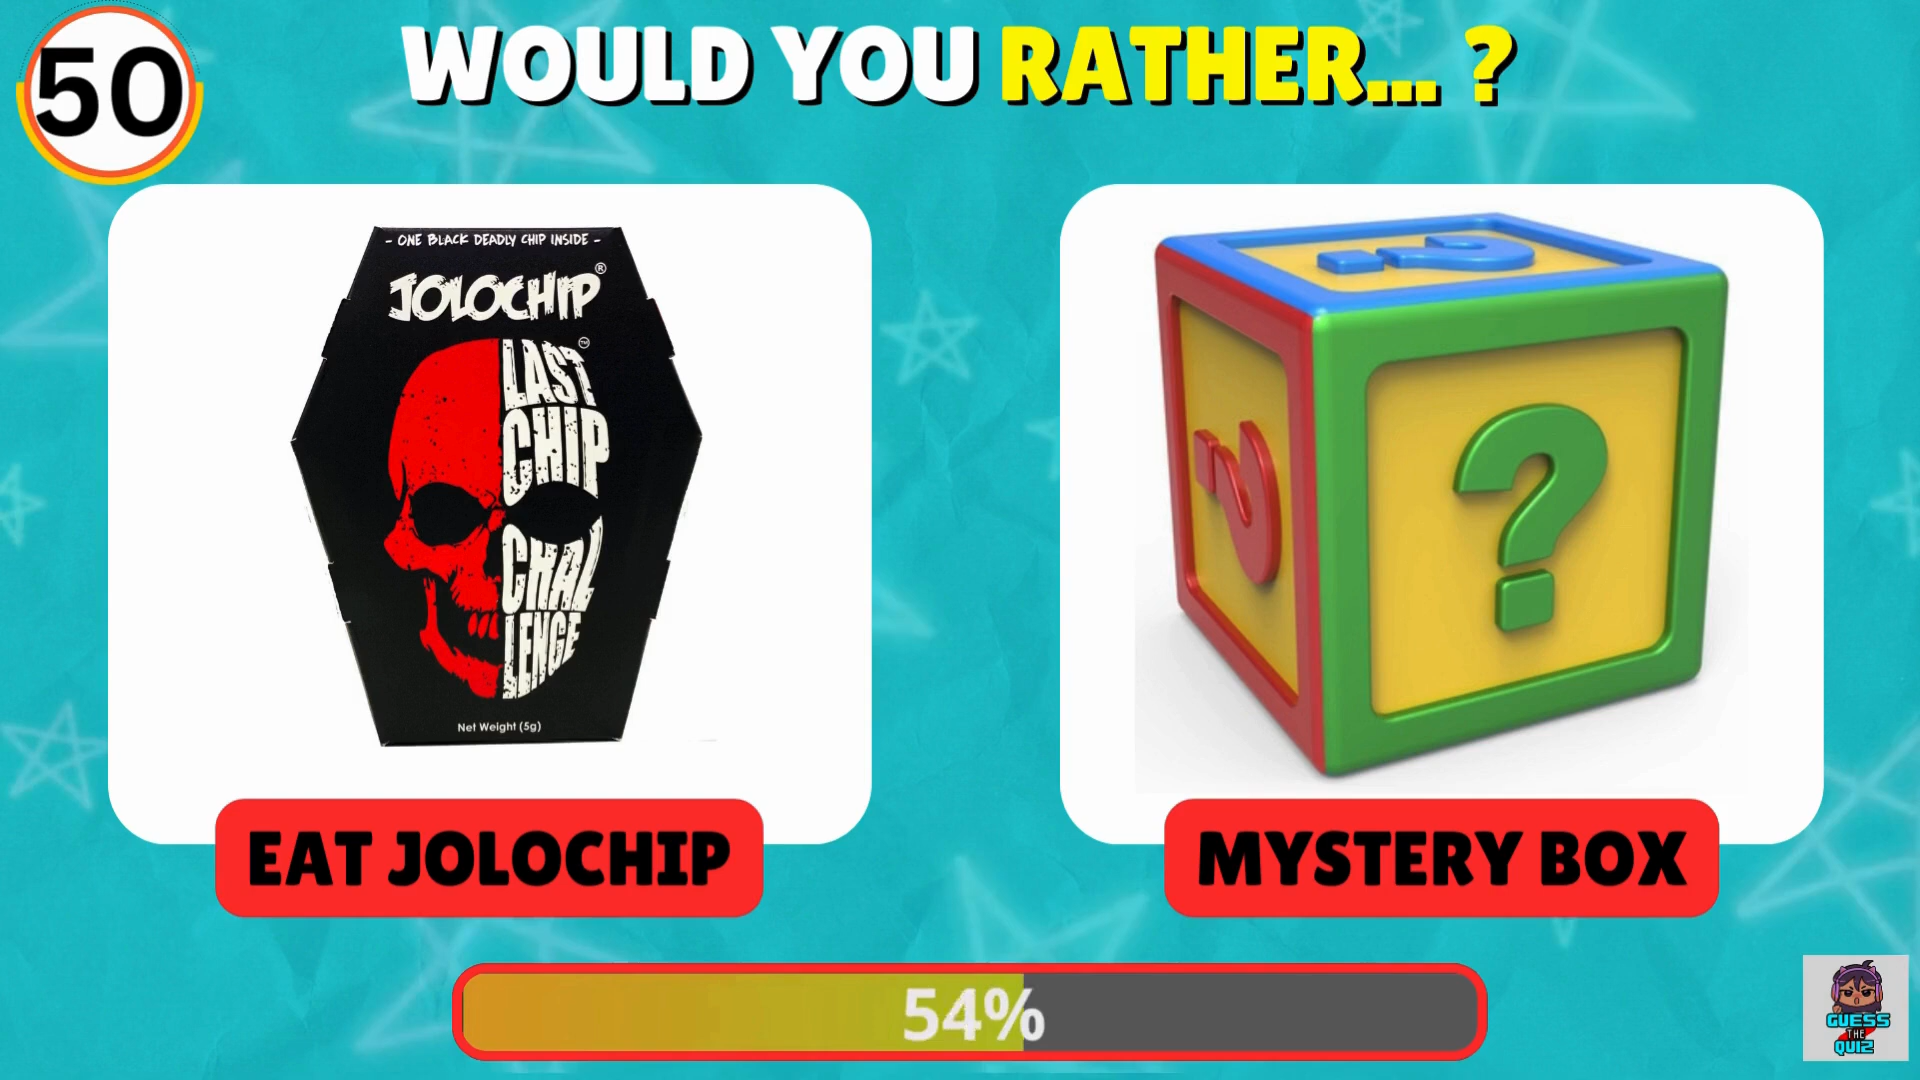 50
WOULD YOU RATHER... ?
- ONE BLACK DEADLY CHIP INSIDE -
JOLOCHIP®
LAST™
CHIP
CHAL
LENGE
Net Weight (5g)
?
?
?
EAT JOLOCHIP
MYSTERY BOX
54%
GUESS
THE
QUIZ